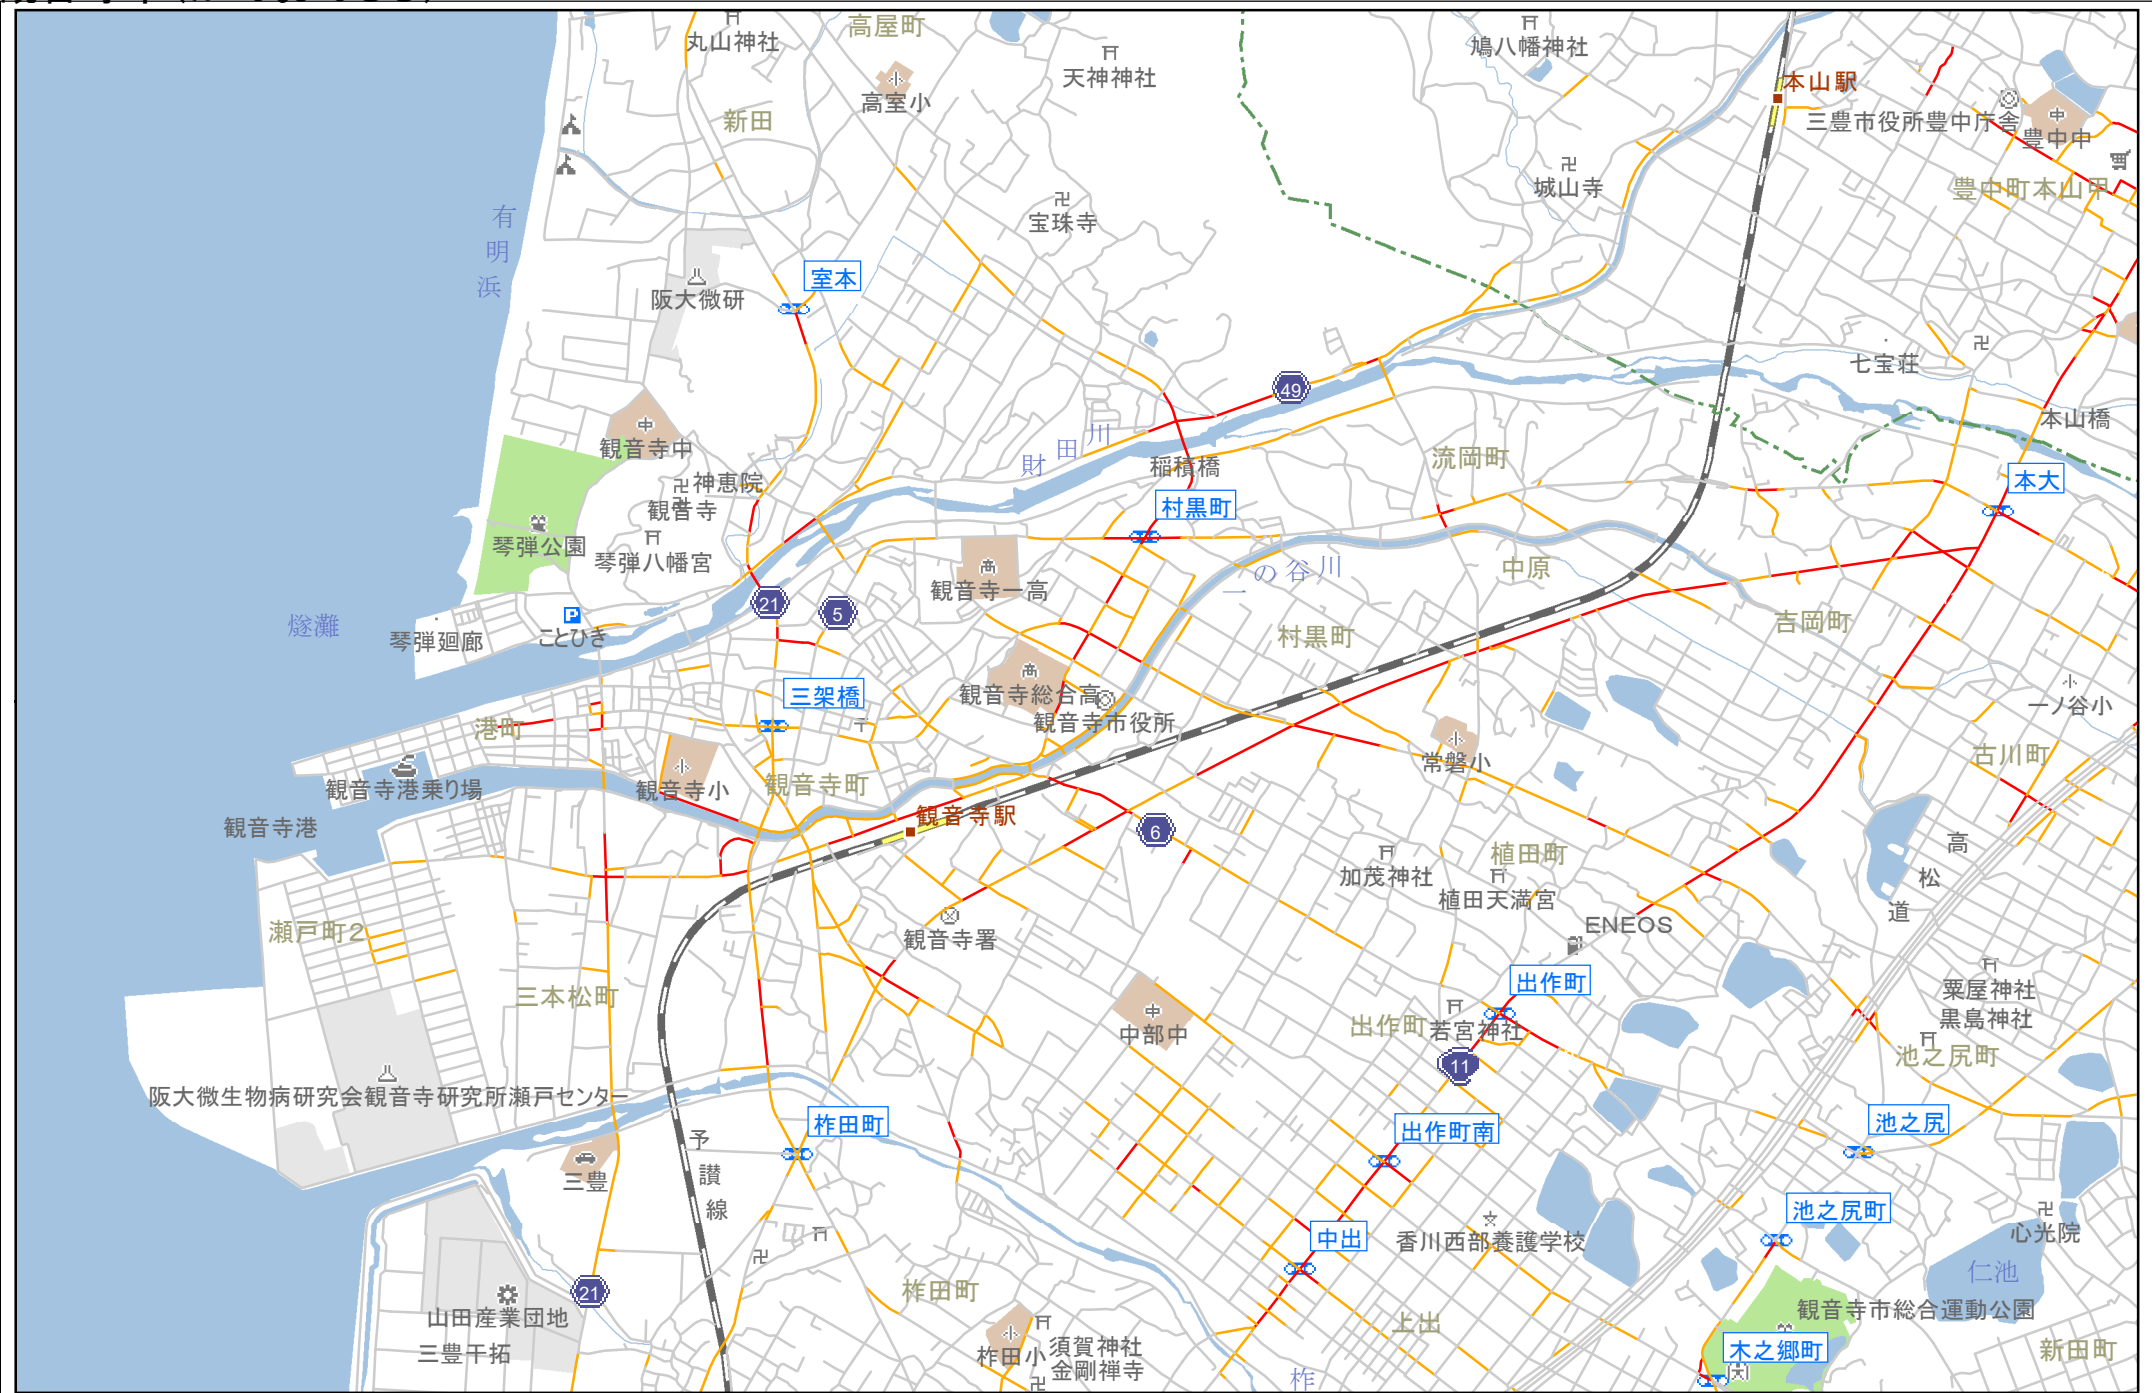 丸山神社
高屋町
天神神社
鳩八幡神社
本山駅
高室小
新田
三豊市役所豊中庁舎
豊中中
城山寺
豊中町本山甲
宝珠寺
有明浜
室本
阪大微研
49
七宝荘
本山橋
観音寺中
財田川
稲積橋
流岡町
神恵院
観音寺
村黒町
本大
琴弾公園
琴弾八幡宮
観音寺一高
一の谷川
中原
21
5
燧灘
琴弾廻廊
ことひき
村黒町
吉岡町
三架橋
観音寺総合高
観音寺市役所
一ノ谷小
港町
常磐小
古川町
観音寺港乗り場
観音寺小
観音寺町
観音寺港
観音寺駅
6
高松道
植田町
加茂神社
植田天満宮
ENEOS
瀬戸町2
観音寺署
三本松町
出作町
粟屋神社
黒島神社
中部中
出作町
若宮神社
池之尻町
11
阪大微生物病研究会観音寺研究所瀬戸センター
柞田町
出作町南
池之尻
予讃線
三豊
池之尻町
中出
香川西部養護学校
心光院
仁池
21
柞田町
山田産業団地
観音寺市総合運動公園
上出
三豊干拓
柞田小
須賀神社
金剛禅寺
木之郷町
新田町
柞